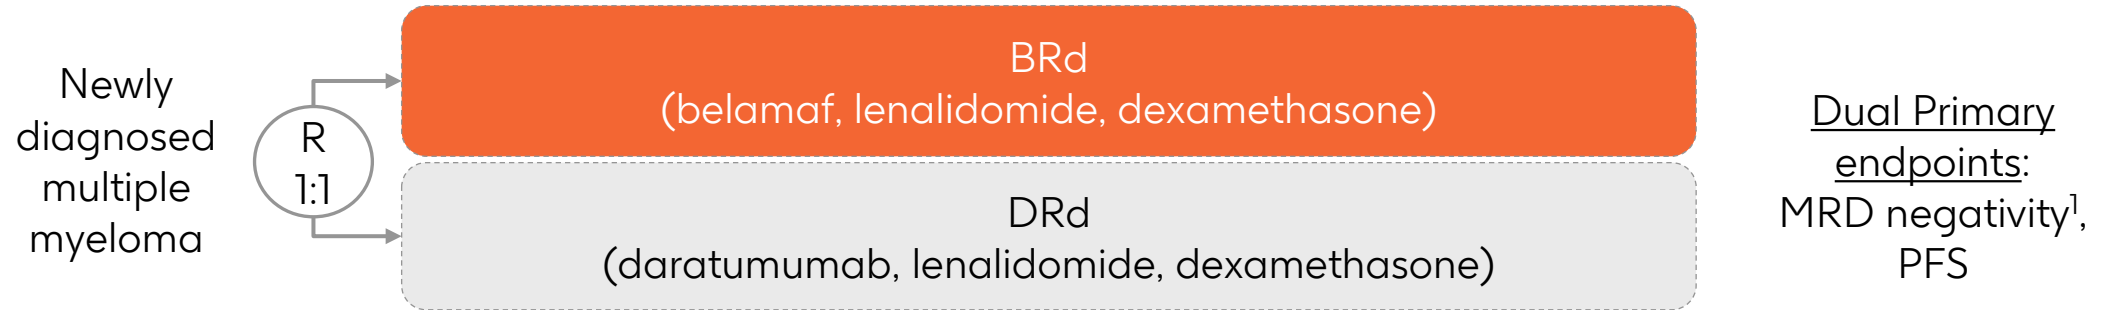 Newly
diagnosed
multiple
myeloma
R
1:1
BRd
(belamaf, lenalidomide, dexamethasone)
DRd
(daratumumab, lenalidomide, dexamethasone)
Dual Primary
endpoints:
MRD negativity¹,
PFS